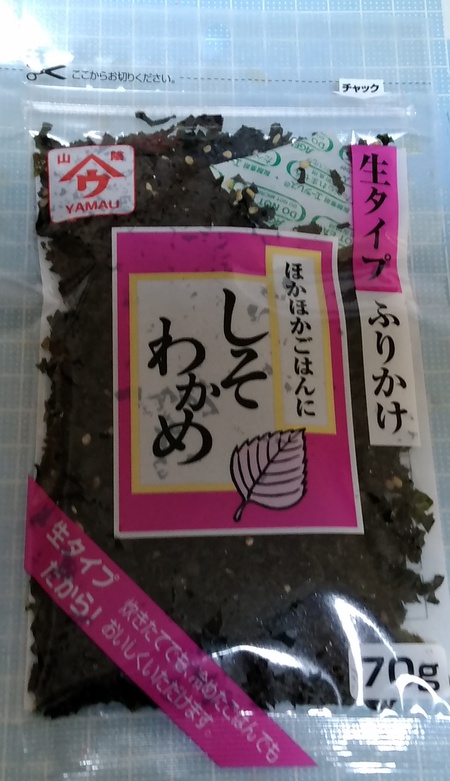 ここからお切りください。
チャック
山陰
ウ
YAMAU
生タイプ
ふりかけ
ほかほかごはんに
しそ
わかめ
生タイプ
だから!
炊きたてでも冷めたごはんでも
おいしくいただけます。
70g